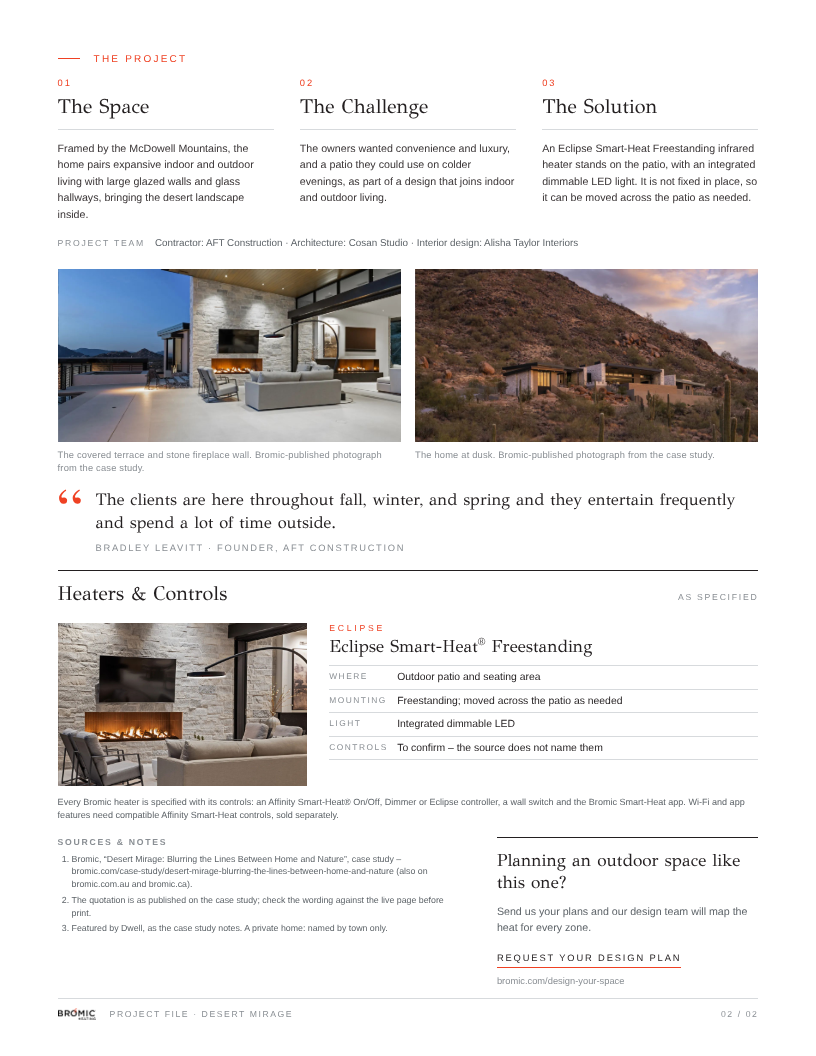 THE PROJECT
01
The Space
Framed by the McDowell Mountains, the
home pairs expansive indoor and outdoor
living with large glazed walls and glass
hallways, bringing the desert landscape
inside.
02
The Challenge
The owners wanted convenience and luxury,
and a patio they could use on colder
evenings, as part of a design that joins indoor
and outdoor living.
03
The Solution
An Eclipse Smart-Heat Freestanding infrared
heater stands on the patio, with an integrated
dimmable LED light. It is not fixed in place, so
it can be moved across the patio as needed.
PROJECT TEAM Contractor: AFT Construction · Architecture: Cosan Studio · Interior design: Alisha Taylor Interiors
The covered terrace and stone fireplace wall. Bromic-published photograph
from the case study.
The home at dusk. Bromic-published photograph from the case study.
“ The clients are here throughout fall, winter, and spring and they entertain frequently
and spend a lot of time outside.
BRADLEY LEAVITT · FOUNDER, AFT CONSTRUCTION
Heaters & Controls
AS SPECIFIED
ECLIPSE
Eclipse Smart-Heat® Freestanding
WHERE Outdoor patio and seating area
MOUNTING Freestanding; moved across the patio as needed
LIGHT Integrated dimmable LED
CONTROLS To confirm – the source does not name them
Every Bromic heater is specified with its controls: an Affinity Smart-Heat® On/Off, Dimmer or Eclipse controller, a wall switch and the Bromic Smart-Heat app. Wi-Fi and app
features need compatible Affinity Smart-Heat controls, sold separately.
SOURCES & NOTES
1. Bromic, “Desert Mirage: Blurring the Lines Between Home and Nature”, case study –
bromic.com/case-study/desert-mirage-blurring-the-lines-between-home-and-nature (also on
bromic.com.au and bromic.ca).
2. The quotation is as published on the case study; check the wording against the live page before
print.
3. Featured by Dwell, as the case study notes. A private home: named by town only.
Planning an outdoor space like
this one?
Send us your plans and our design team will map the
heat for every zone.
REQUEST YOUR DESIGN PLAN
bromic.com/design-your-space
BROMIC
HEATING
PROJECT FILE · DESERT MIRAGE
02 / 02